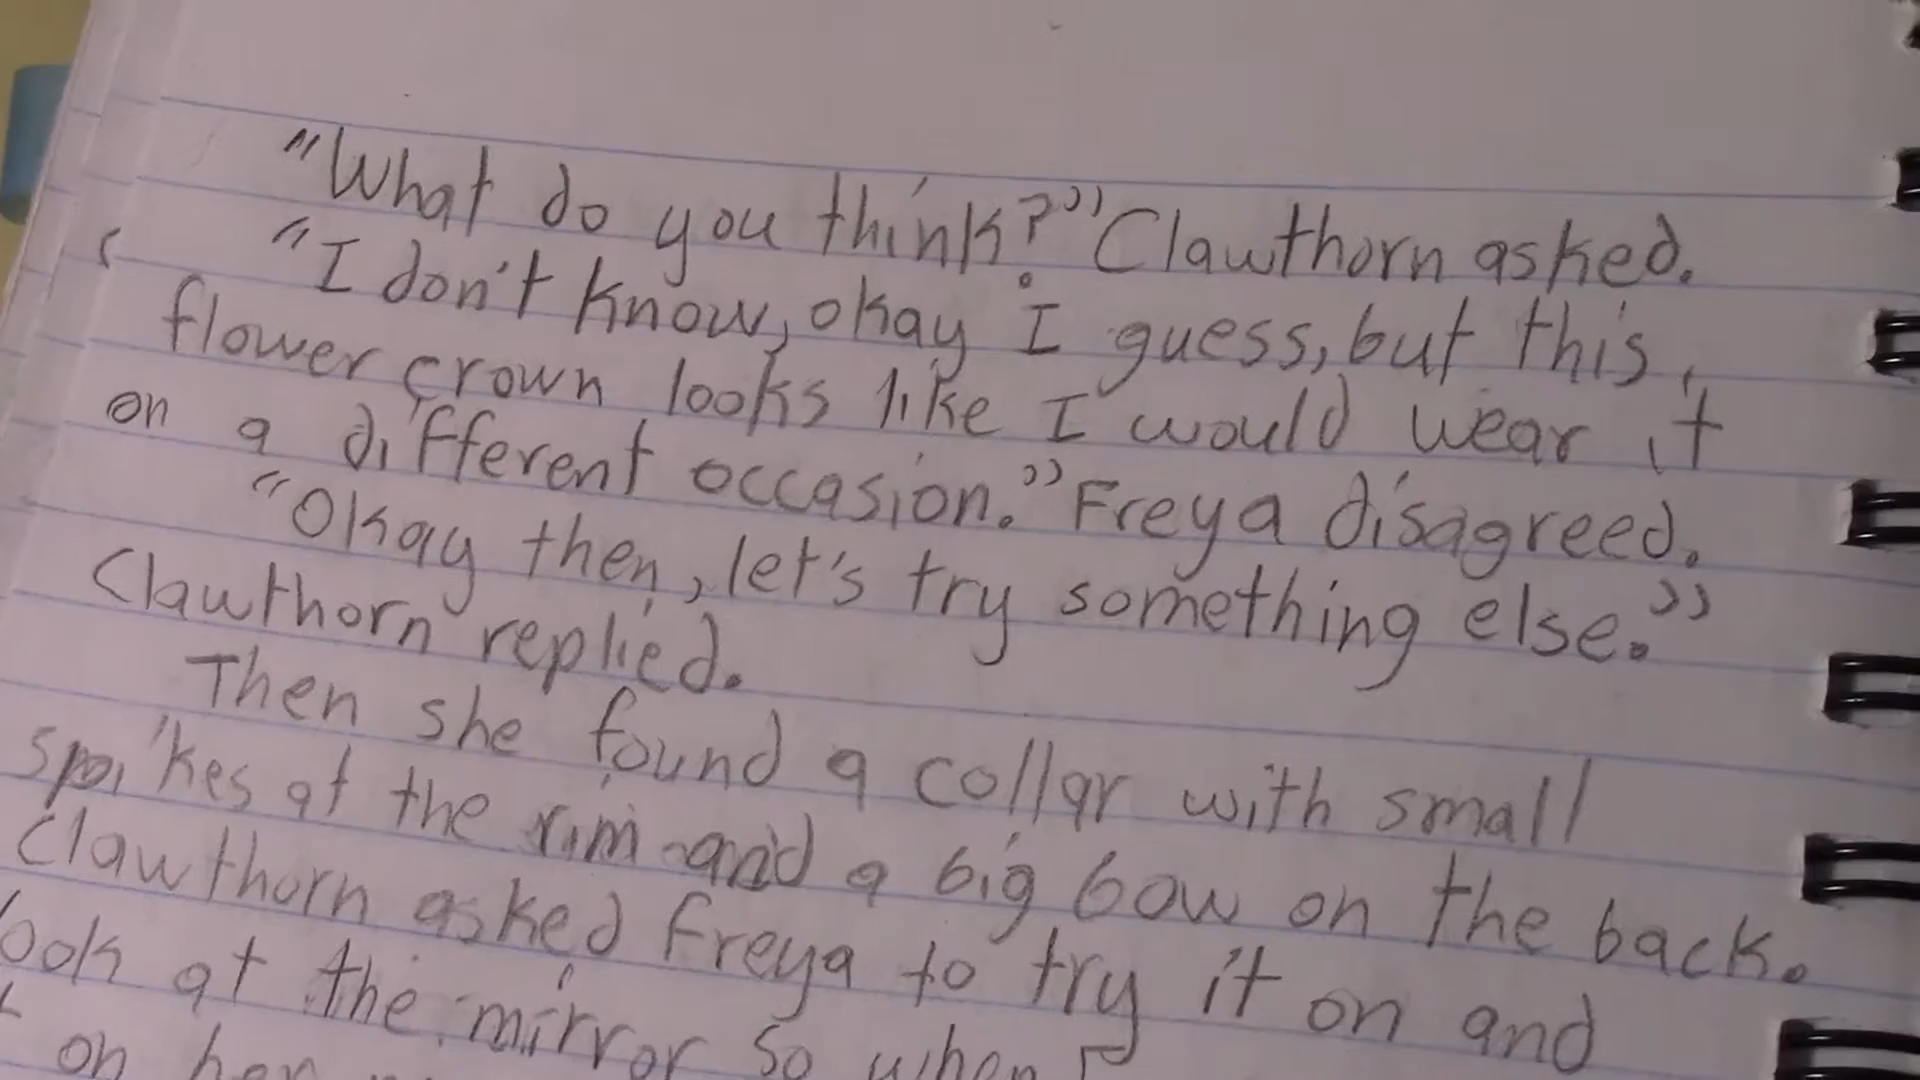 "What do you think?" Clawthorn asked.
"I don't know, okay I guess, but this
flower crown looks like I would wear it
on a different occasion." Freya disagreed.
"Okay then, let's try something else."
Clawthorn replied.
Then she found a collar with small
spikes at the rim and a big bow on the back.
Clawthorn asked Freya to try it on and
look at the mirror so when
on her